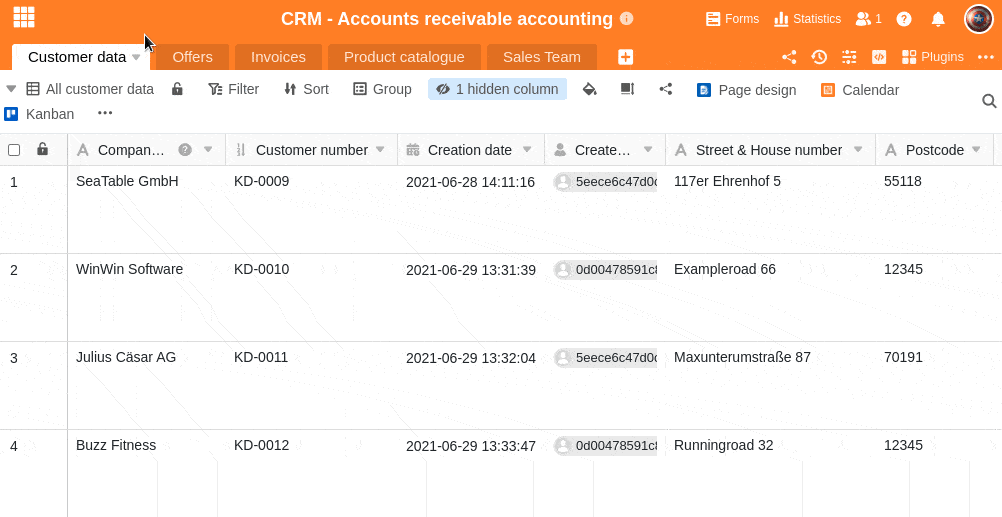 CRM - Accounts receivable accounting
Forms Statistics 1
Customer data Offers Invoices Product catalogue Sales Team Plugins
All customer data Filter Sort Group 1 hidden column Page design Calendar
Kanban
Compan... Customer number Creation date Create... Street & House number Postcode
1 SeaTable GmbH KD-0009 2021-06-28 14:11:16 5eece6c47d0c 117er Ehrenhof 5 55118
2 WinWin Software KD-0010 2021-06-29 13:31:39 0d00478591c Exampleroad 66 12345
3 Julius Cäsar AG KD-0011 2021-06-29 13:32:04 5eece6c47d0c Maxunterumstraße 87 70191
4 Buzz Fitness KD-0012 2021-06-29 13:33:47 0d00478591c Runningroad 32 12345